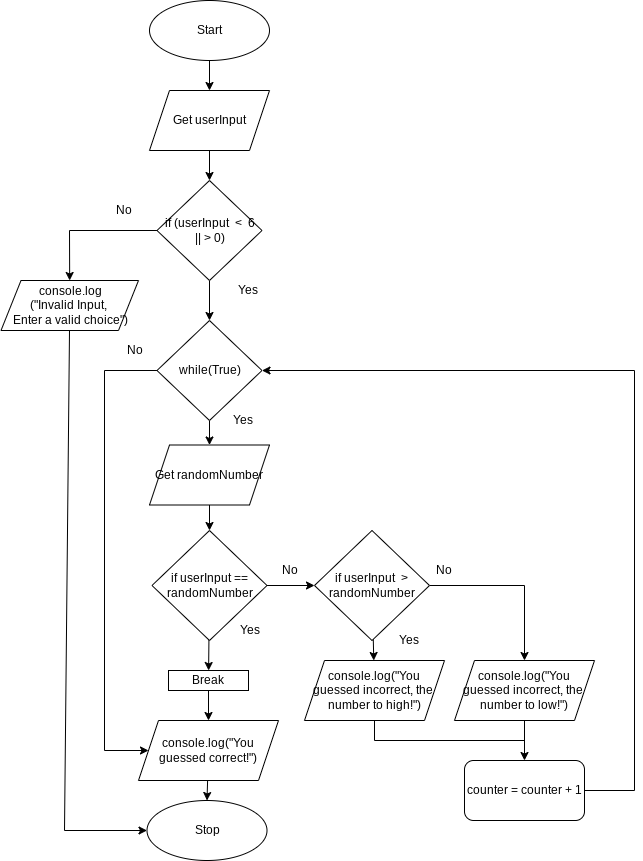 Start
Get userInput
if (userInput < 6
|| > 0)
No
Yes
console.log
("Invalid Input,
Enter a valid choice")
No
while(True)
Yes
Get randomNumber
if userInput ==
randomNumber
No
if userInput >
randomNumber
No
Yes
Yes
Break
console.log("You
guessed incorrect, the
number to high!")
console.log("You
guessed incorrect, the
number to low!")
console.log("You
guessed correct!")
counter = counter + 1
Stop